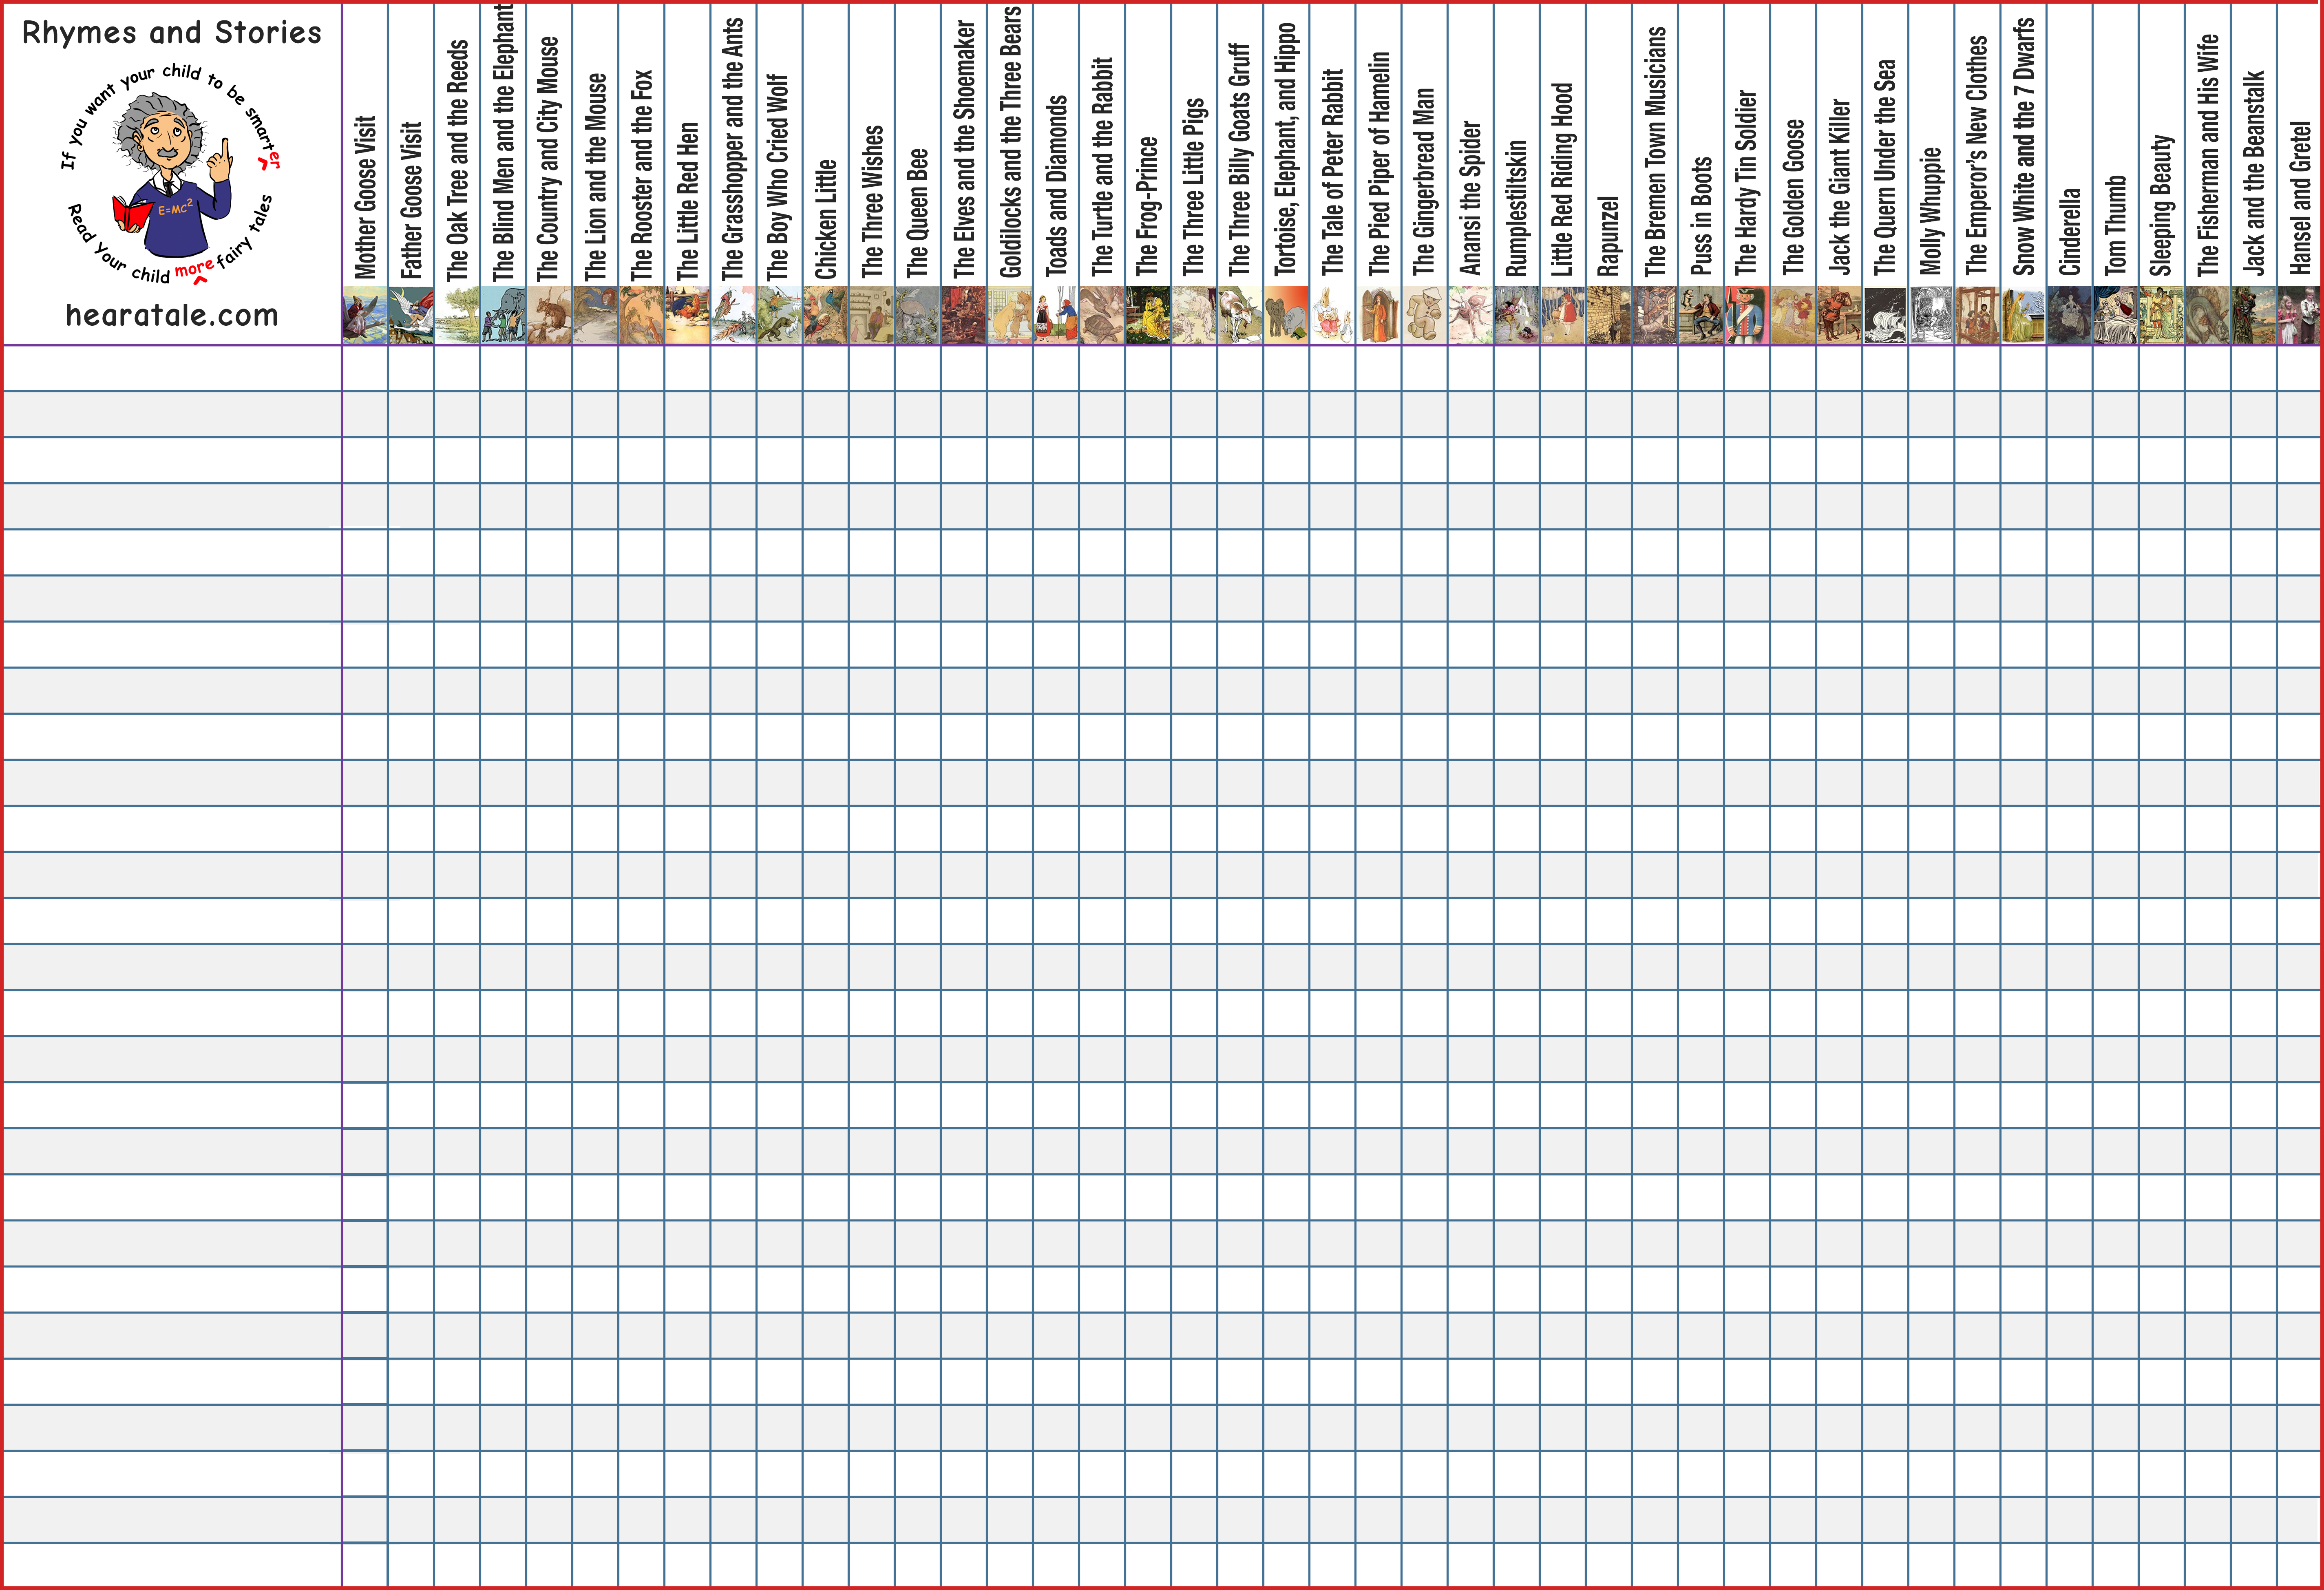 Rhymes and Stories
If you want your child to be smarter
E=MC2
Read your child more fairy tales
hearatale.com
Mother Goose Visit
Father Goose Visit
The Oak Tree and the Reeds
The Blind Men and the Elephant
The Country and City Mouse
The Lion and the Mouse
The Rooster and the Fox
The Little Red Hen
The Grasshopper and the Ants
The Boy Who Cried Wolf
Chicken Little
The Three Wishes
The Queen Bee
The Elves and the Shoemaker
Goldilocks and the Three Bears
Toads and Diamonds
The Turtle and the Rabbit
The Frog-Prince
The Three Little Pigs
The Three Billy Goats Gruff
Tortoise, Elephant, and Hippo
The Tale of Peter Rabbit
The Pied Piper of Hamelin
The Gingerbread Man
Anansi the Spider
Rumplestiltskin
Little Red Riding Hood
Rapunzel
The Bremen Town Musicians
Puss in Boots
The Hardy Tin Soldier
The Golden Goose
Jack the Giant Killer
The Quern Under the Sea
Molly Whuppie
The Emperor's New Clothes
Snow White and the 7 Dwarfs
Cinderella
Tom Thumb
Sleeping Beauty
The Fisherman and His Wife
Jack and the Beanstalk
Hansel and Gretel